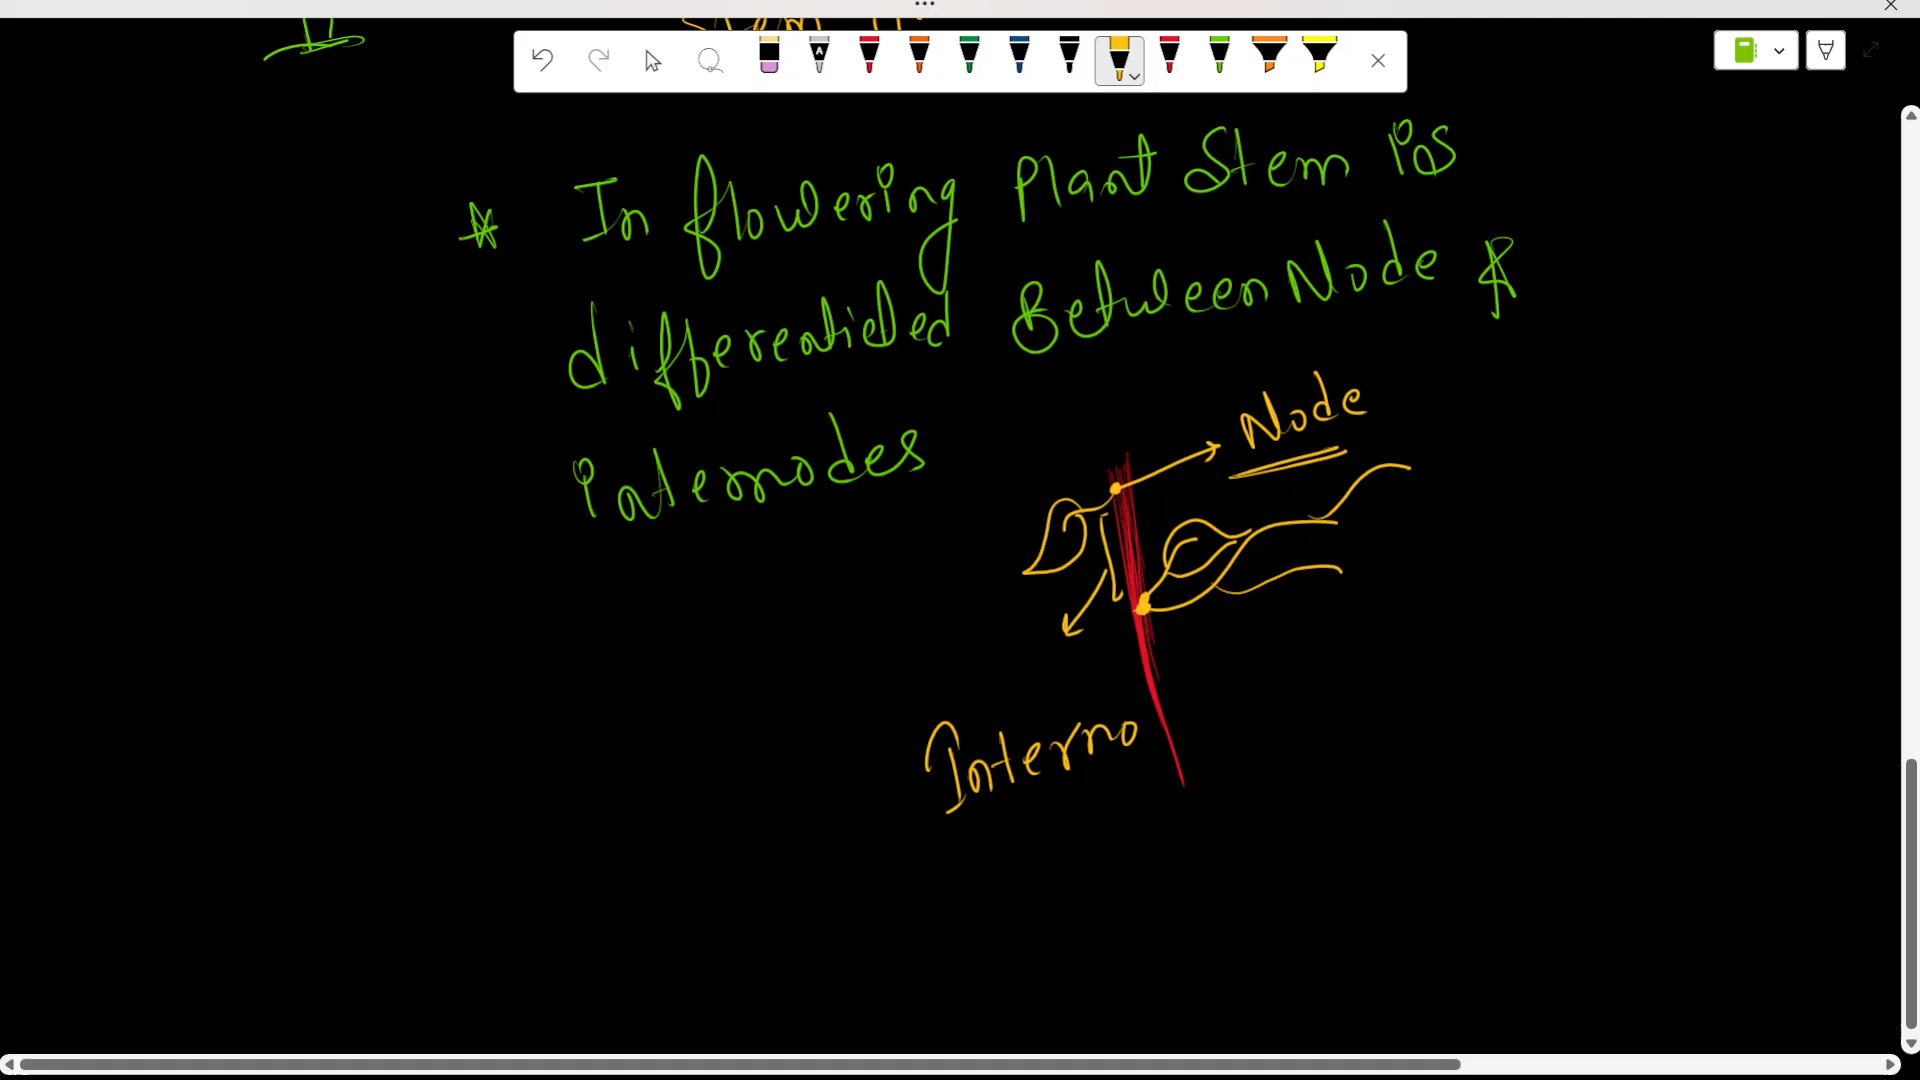 * In flowering Plant Stem is
differentiated Between Node &
internodes
Node
Interno